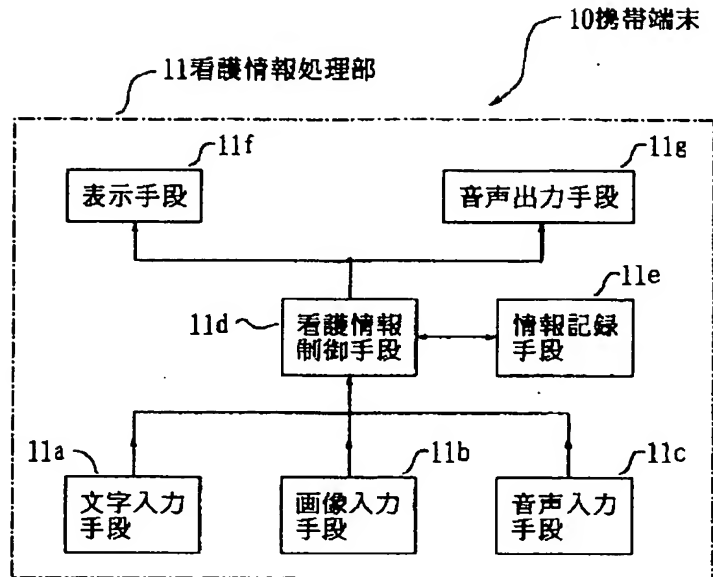 10携帯端末
11看護情報処理部
11f
11g
表示手段
音声出力手段
11e
11d
看護情報
制御手段
情報記録
手段
11a
11b
11c
文字入力
手段
画像入力
手段
音声入力
手段